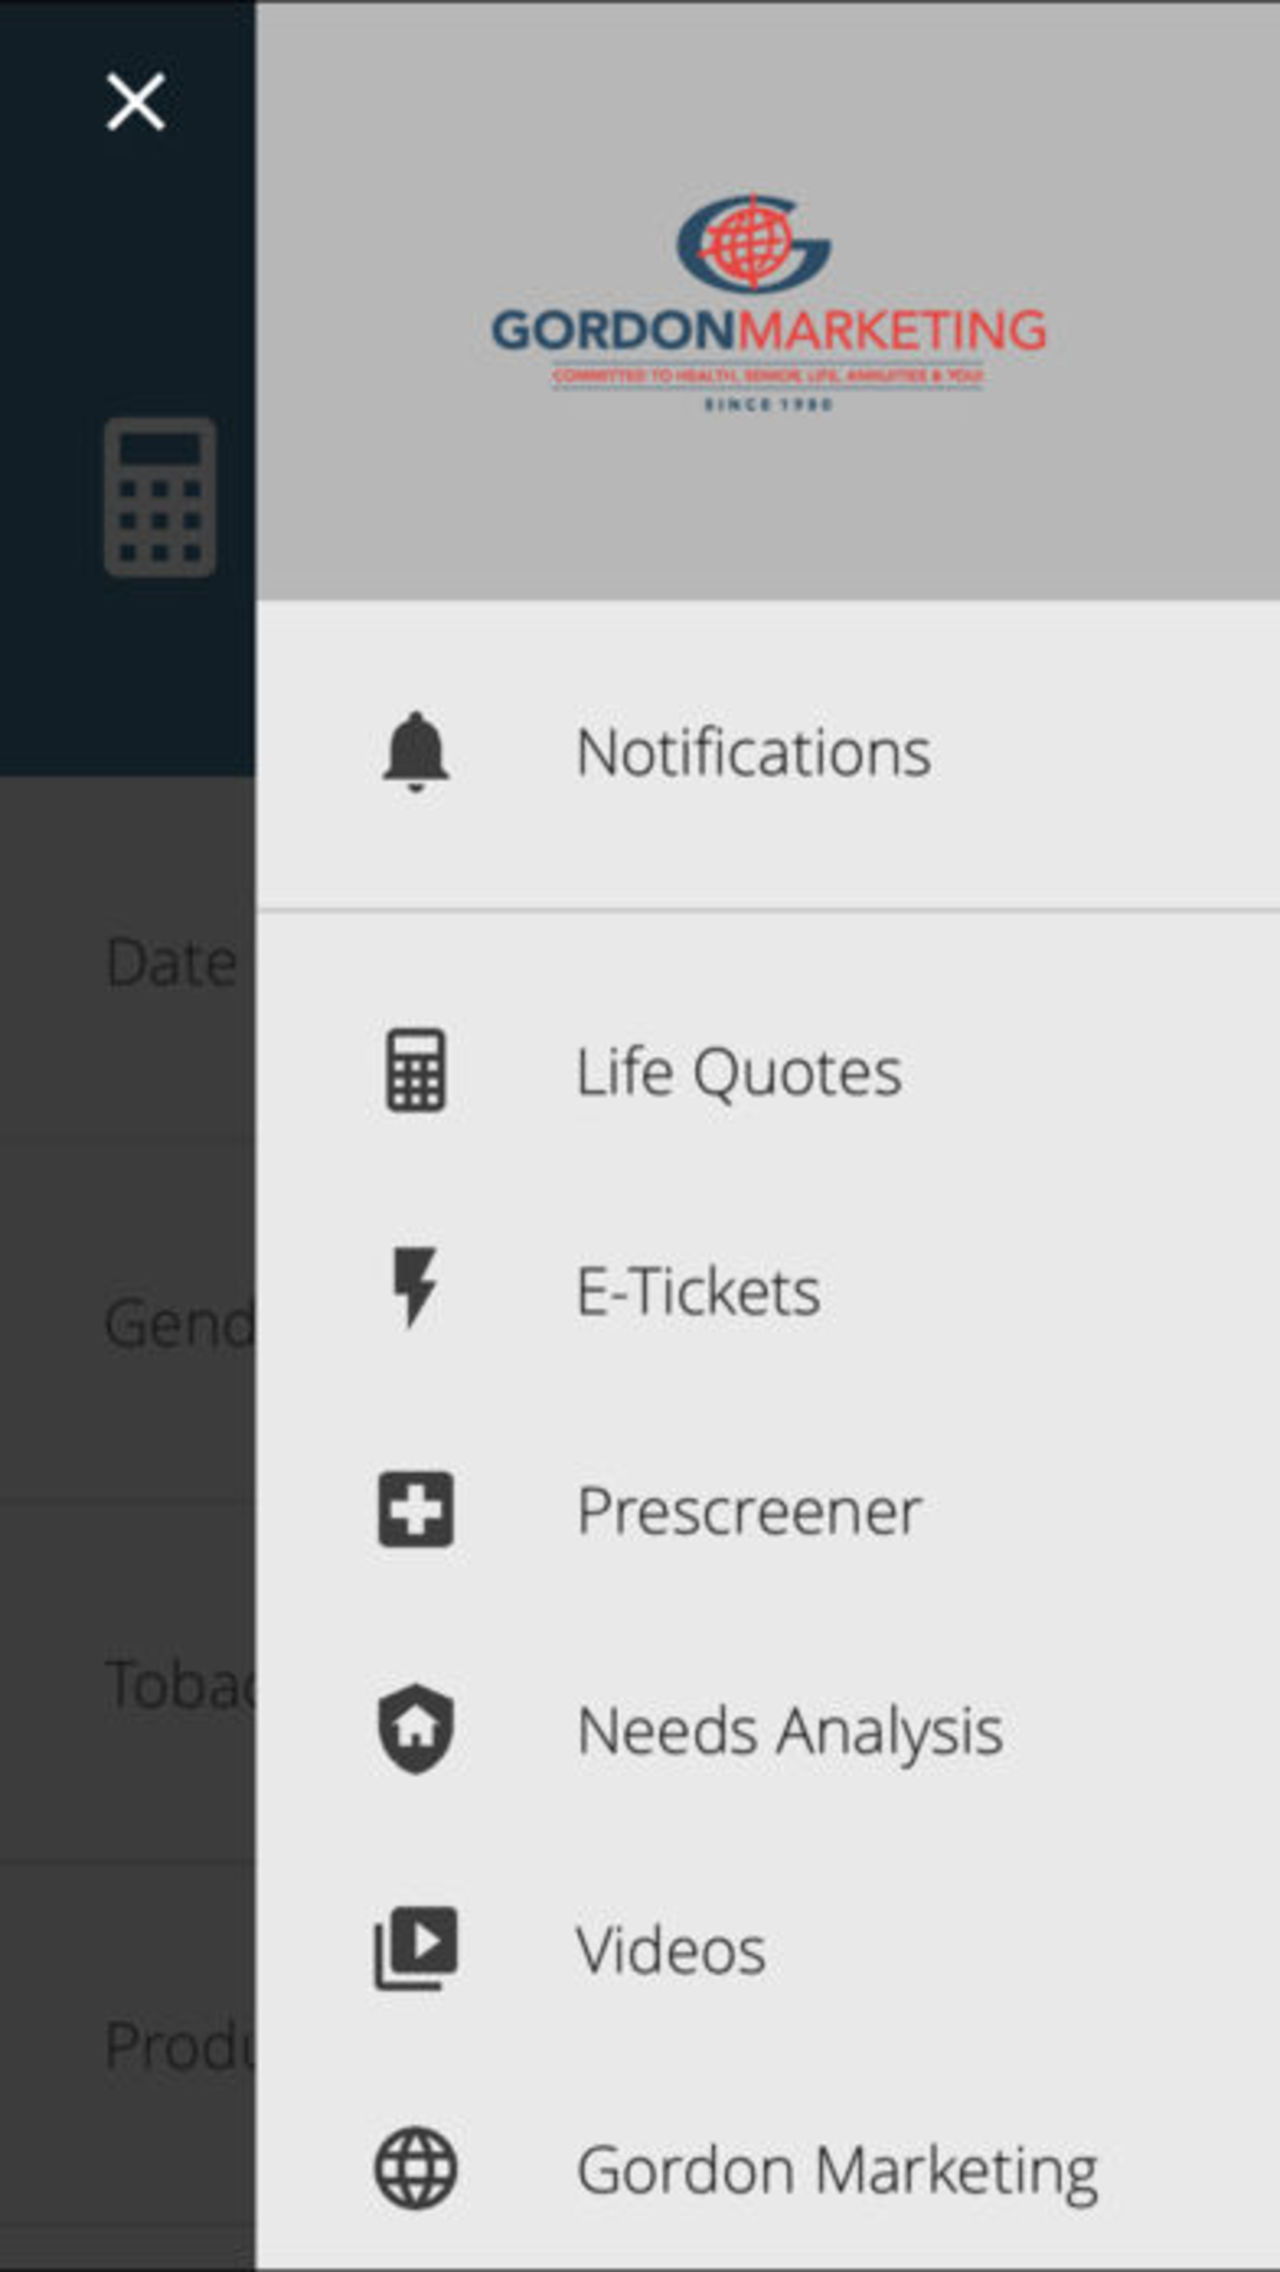 GORDONMARKETING
COMMITTED TO HEALTH, SENIOR, LIFE, ANNUITIES & YOU!
SINCE 1980
Notifications
Date
Life Quotes
E-Tickets
Gend
Prescreener
Tobac
Needs Analysis
Videos
Produ
Gordon Marketing